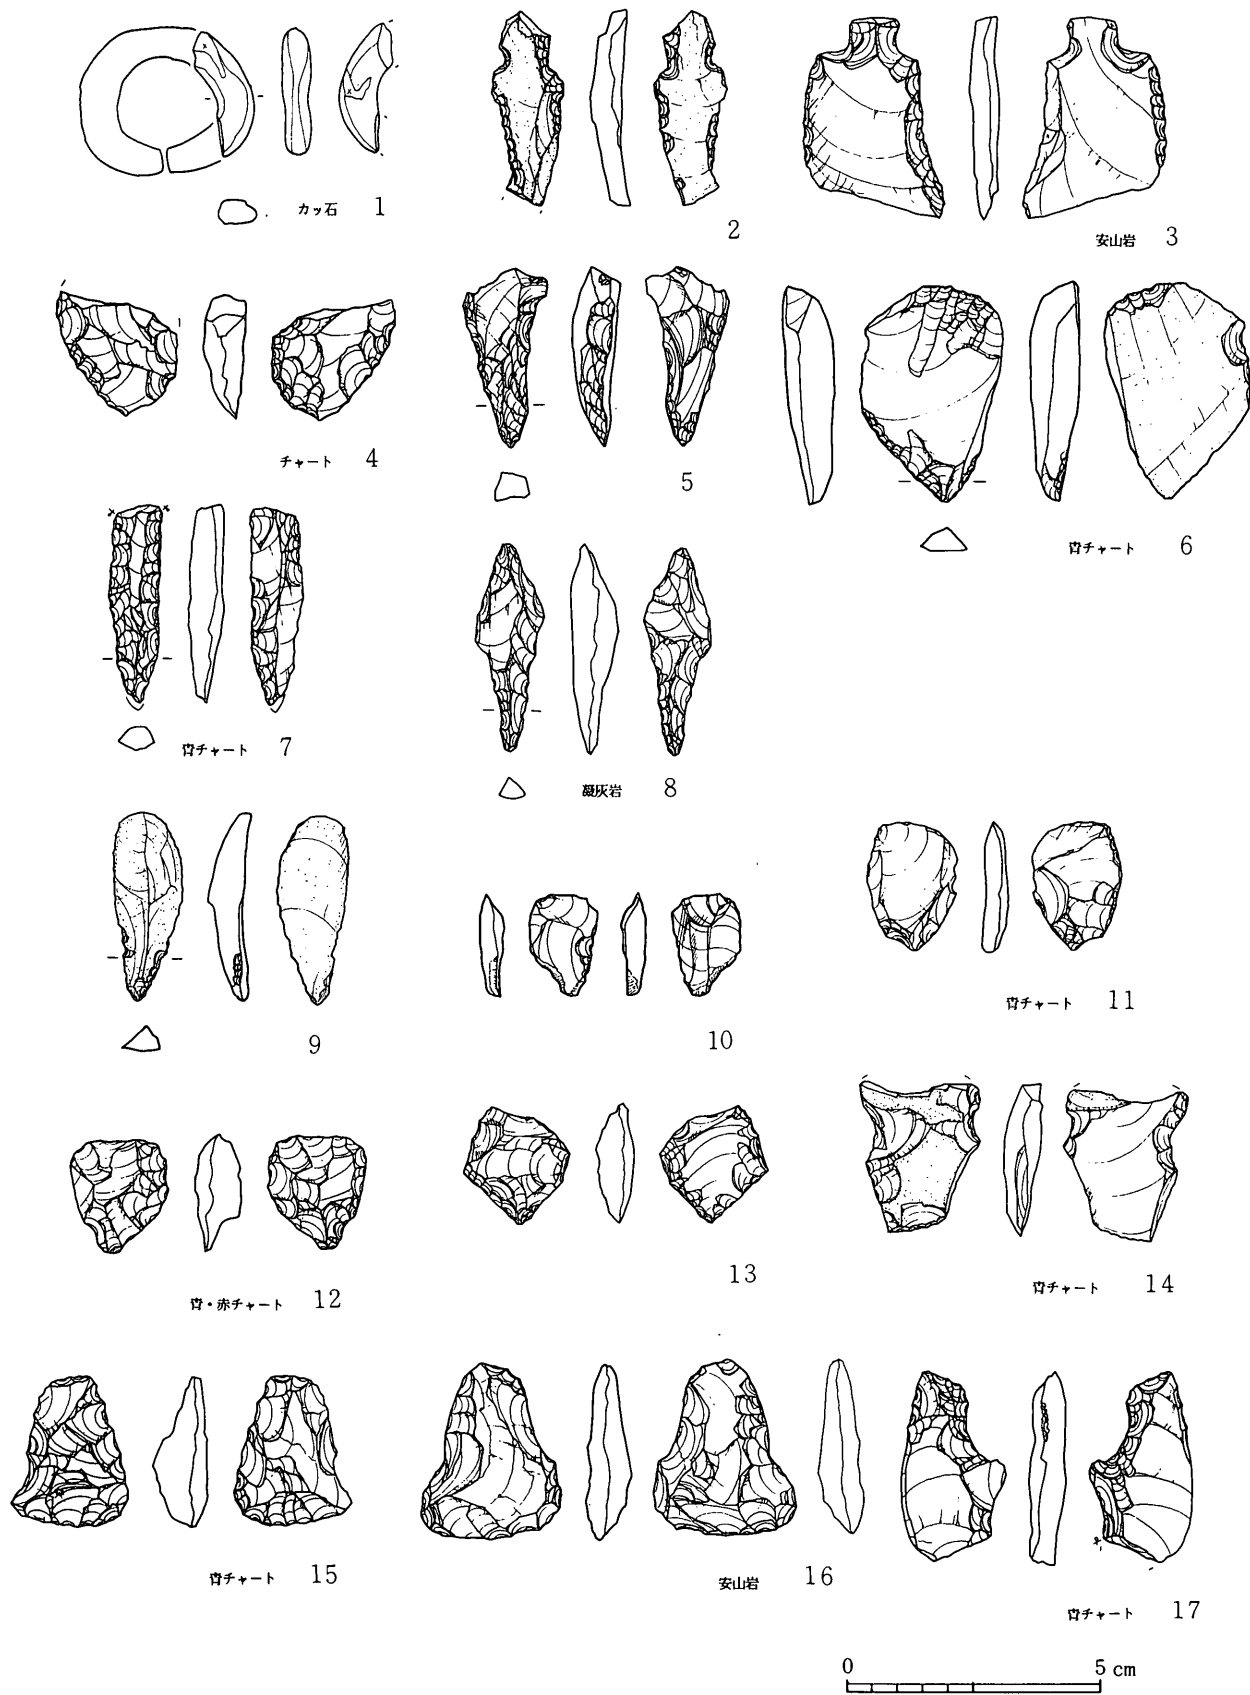 カッ石 1
2
安山岩 3
チャート 4
5
青チャート 6
青チャート 7
凝灰岩 8
9
10
青チャート 11
青・赤チャート 12
13
青チャート 14
青チャート 15
安山岩 16
青チャート 17
0 5 cm